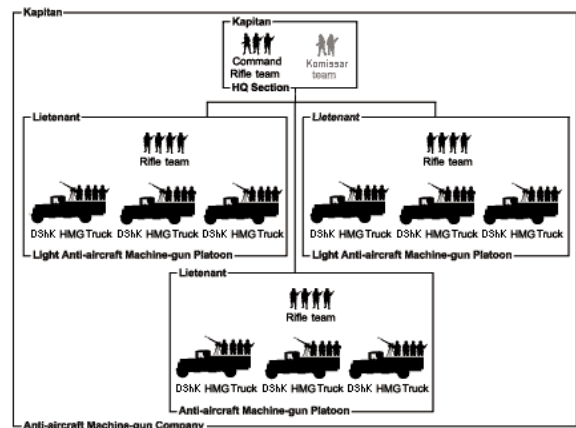 Kapitan
Kapitan
Command
Rifle team
Komissar
team
HQ Section
Lietenant
Rifle team
DShK HMG Truck DShK HMG Truck DShK HMG Truck
Light Anti-aircraft Machine-gun Platoon
Lietenant
Rifle team
DShK HMG Truck DShK HMG Truck DShK HMG Truck
Light Anti-aircraft Machine-gun Platoon
Lietenant
Rifle team
DShK HMG Truck DShK HMG Truck DShK HMG Truck
Anti-aircraft Machine-gun Platoon
Anti-aircraft Machine-gun Company